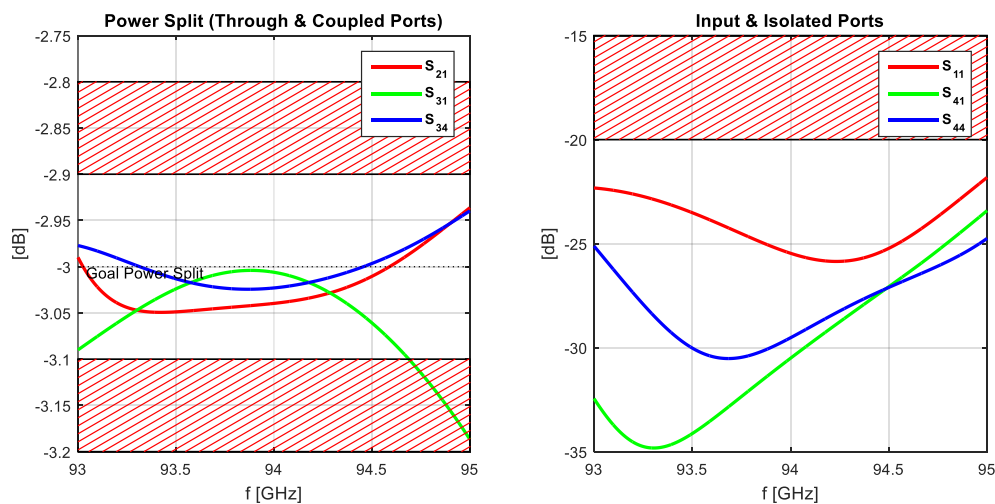 Power Split (Through & Coupled Ports)
-2.75
-2.8
-2.85
-2.9
-2.95
-3
-3.05
-3.1
-3.15
-3.2
[dB]
S21
S31
S34
Goal Power Split
93
93.5
94
94.5
95
f [GHz]
Input & Isolated Ports
-15
-20
-25
-30
-35
[dB]
S11
S41
S44
93
93.5
94
94.5
95
f [GHz]